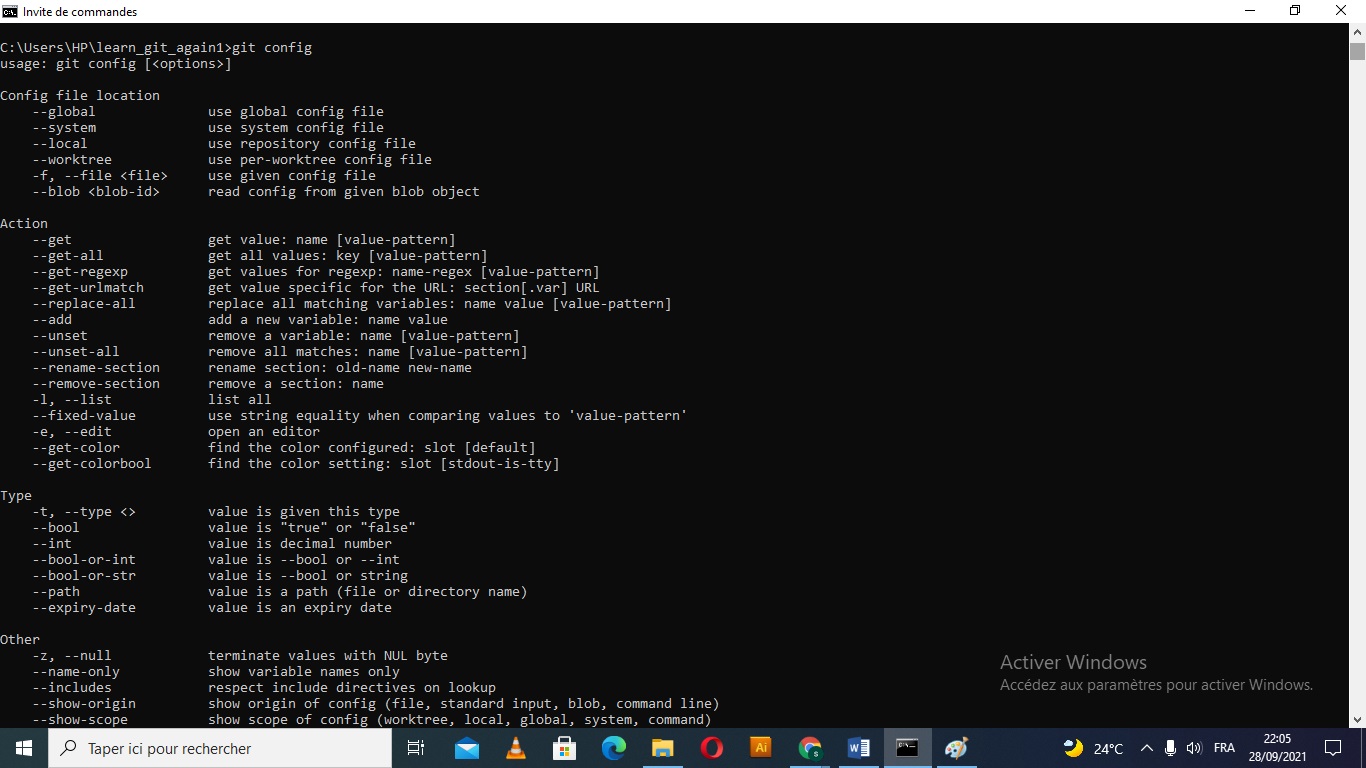 Invite de commandes
C:\Users\HP\learn_git_again1>git config
usage: git config [<options>]
Config file location
--global use global config file
--system use system config file
--local use repository config file
--worktree use per-worktree config file
-f, --file <file> use given config file
--blob <blob-id> read config from given blob object
Action
--get get value: name [value-pattern]
--get-all get all values: key [value-pattern]
--get-regexp get values for regexp: name-regex [value-pattern]
--get-urlmatch get value specific for the URL: section[.var] URL
--replace-all replace all matching variables: name value [value-pattern]
--add add a new variable: name value
--unset remove a variable: name [value-pattern]
--unset-all remove all matches: name [value-pattern]
--rename-section rename section: old-name new-name
--remove-section remove a section: name
-l, --list list all
--fixed-value use string equality when comparing values to 'value-pattern'
-e, --edit open an editor
--get-color find the color configured: slot [default]
--get-colorbool find the color setting: slot [stdout-is-tty]
Type
-t, --type <> value is given this type
--bool value is "true" or "false"
--int value is decimal number
--bool-or-int value is --bool or --int
--bool-or-str value is --bool or string
--path value is a path (file or directory name)
--expiry-date value is an expiry date
Other
-z, --null terminate values with NUL byte
--name-only show variable names only
--includes respect include directives on lookup
--show-origin show origin of config (file, standard input, blob, command line)
--show-scope show scope of config (worktree, local, global, system, command)
Activer Windows
Accédez aux paramètres pour activer Windows.
Taper ici pour rechercher
Ai
24°C
FRA
22:05
28/09/2021